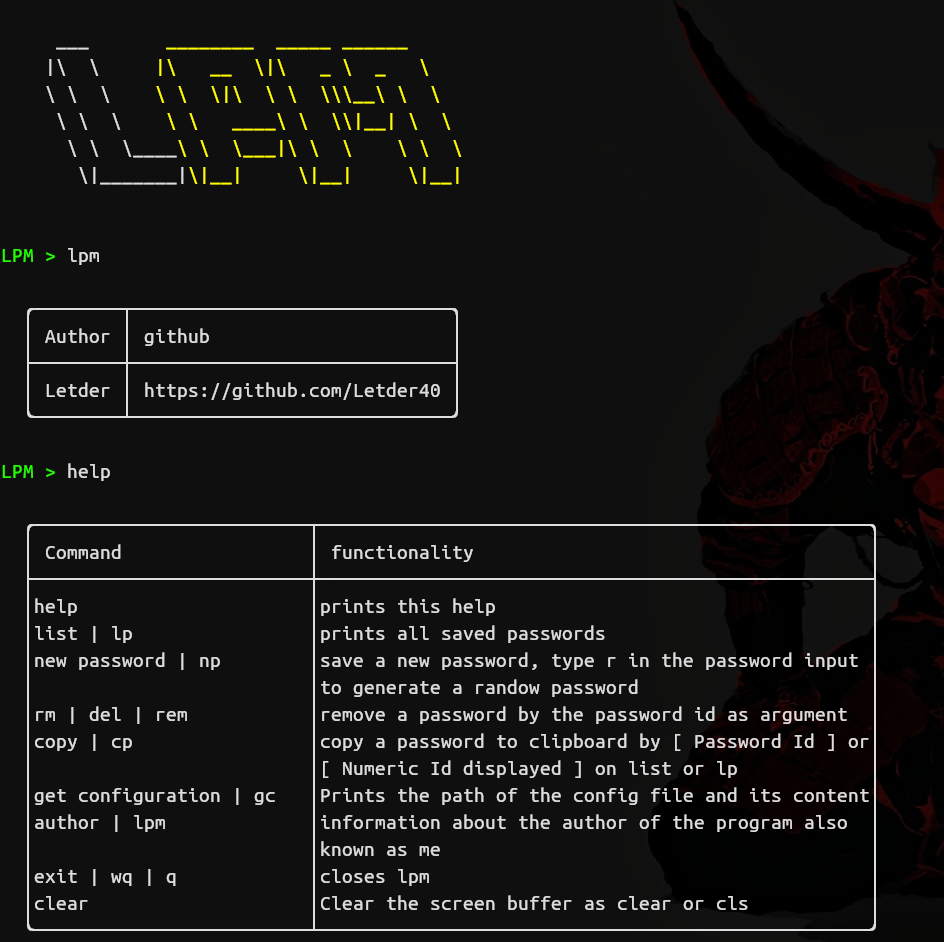 LPM
LPM > lpm
Author github
Letder https://github.com/Letder40
LPM > help
Command functionality
help prints this help
list | lp prints all saved passwords
new password | np save a new password, type r in the password input
to generate a randow password
rm | del | rem remove a password by the password id as argument
copy | cp copy a password to clipboard by [ Password Id ] or
[ Numeric Id displayed ] on list or lp
get configuration | gc Prints the path of the config file and its content
author | lpm information about the author of the program also
known as me
exit | wq | q closes lpm
clear Clear the screen buffer as clear or cls